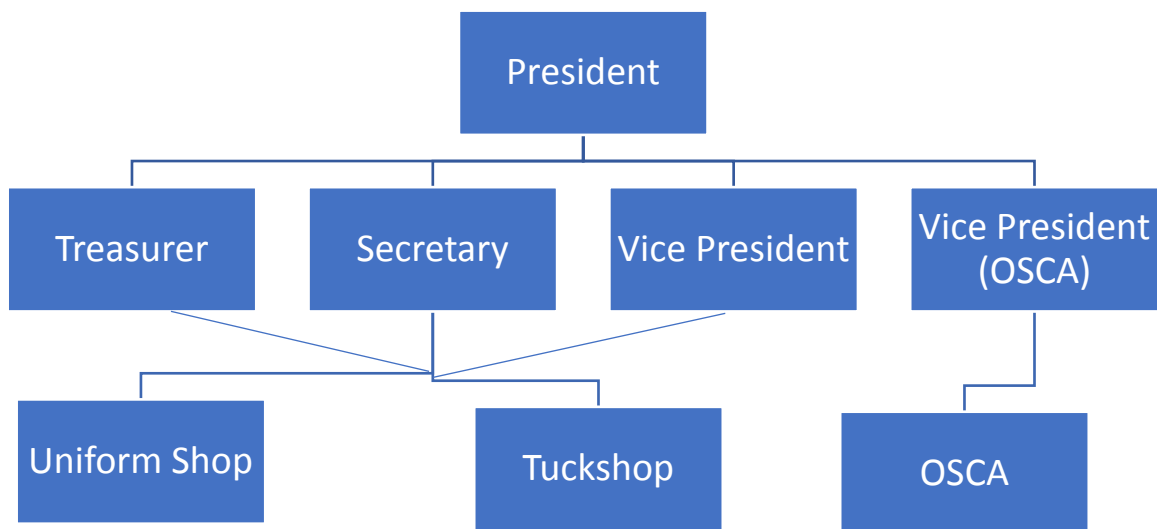 President
Treasurer
Secretary
Vice President
Vice President
(OSCA)
Uniform Shop
Tuckshop
OSCA